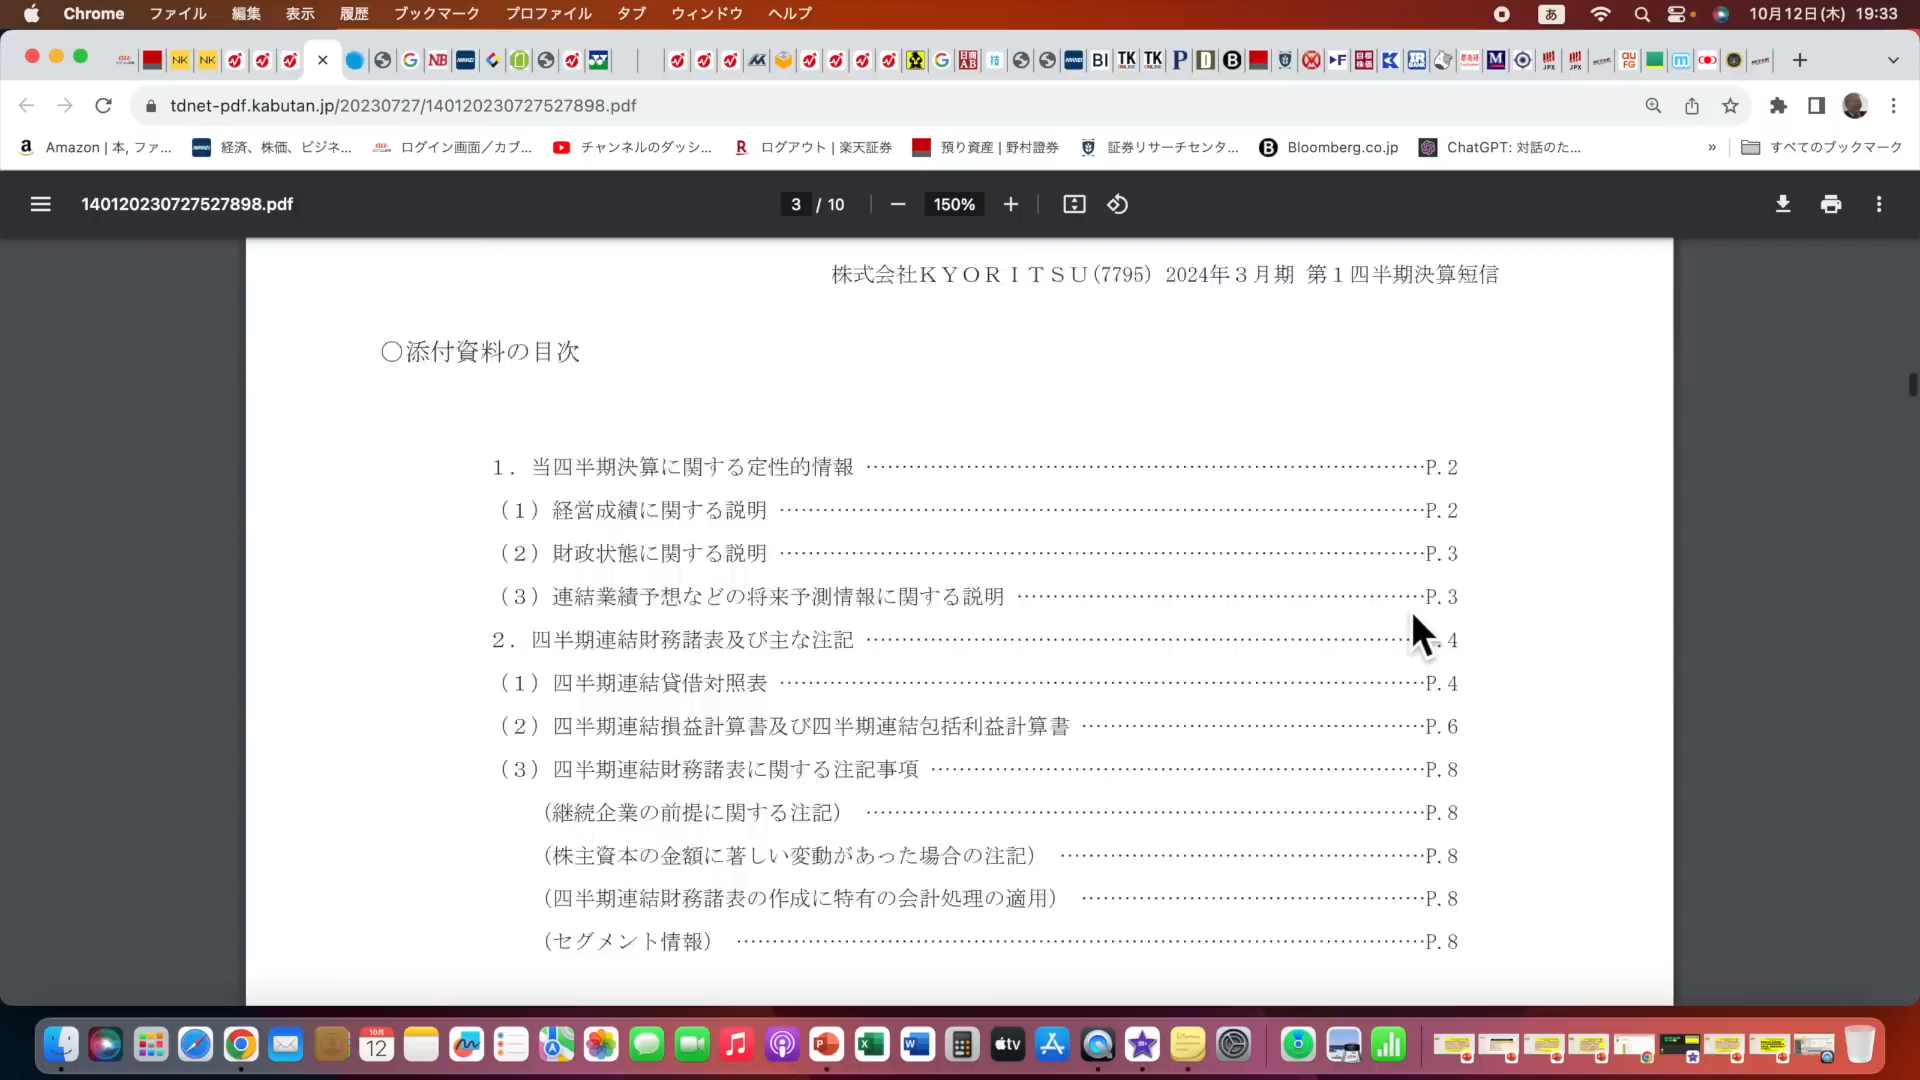 Chrome ファイル 編集 表示 履歴 ブックマーク プロファイル タブ ウィンドウ ヘルプ あ 10月12日(木) 19:33
tdnet-pdf.kabutan.jp/20230727/140120230727527898.pdf
Amazon | 本, ファ... 経済、株価、ビジネ... ログイン画面／カブ... チャンネルのダッシ... ログアウト | 楽天証券 預り資産 | 野村證券 証券リサーチセンタ... Bloomberg.co.jp ChatGPT: 対話のた... » すべてのブックマーク
140120230727527898.pdf 3 / 10 150%
株式会社ＫＹＯＲＩＴＳＵ(7795) 2024年３月期 第１四半期決算短信
○添付資料の目次
１．当四半期決算に関する定性的情報 ……P.2
（１）経営成績に関する説明 ……P.2
（２）財政状態に関する説明 ……P.3
（３）連結業績予想などの将来予測情報に関する説明 ……P.3
２．四半期連結財務諸表及び主な注記 ……. 4
（１）四半期連結貸借対照表 ……P.4
（２）四半期連結損益計算書及び四半期連結包括利益計算書 ……P.6
（３）四半期連結財務諸表に関する注記事項 ……P.8
（継続企業の前提に関する注記） ……P.8
（株主資本の金額に著しい変動があった場合の注記） ……P.8
（四半期連結財務諸表の作成に特有の会計処理の適用） ……P.8
（セグメント情報） ……P.8
10月
12
tv